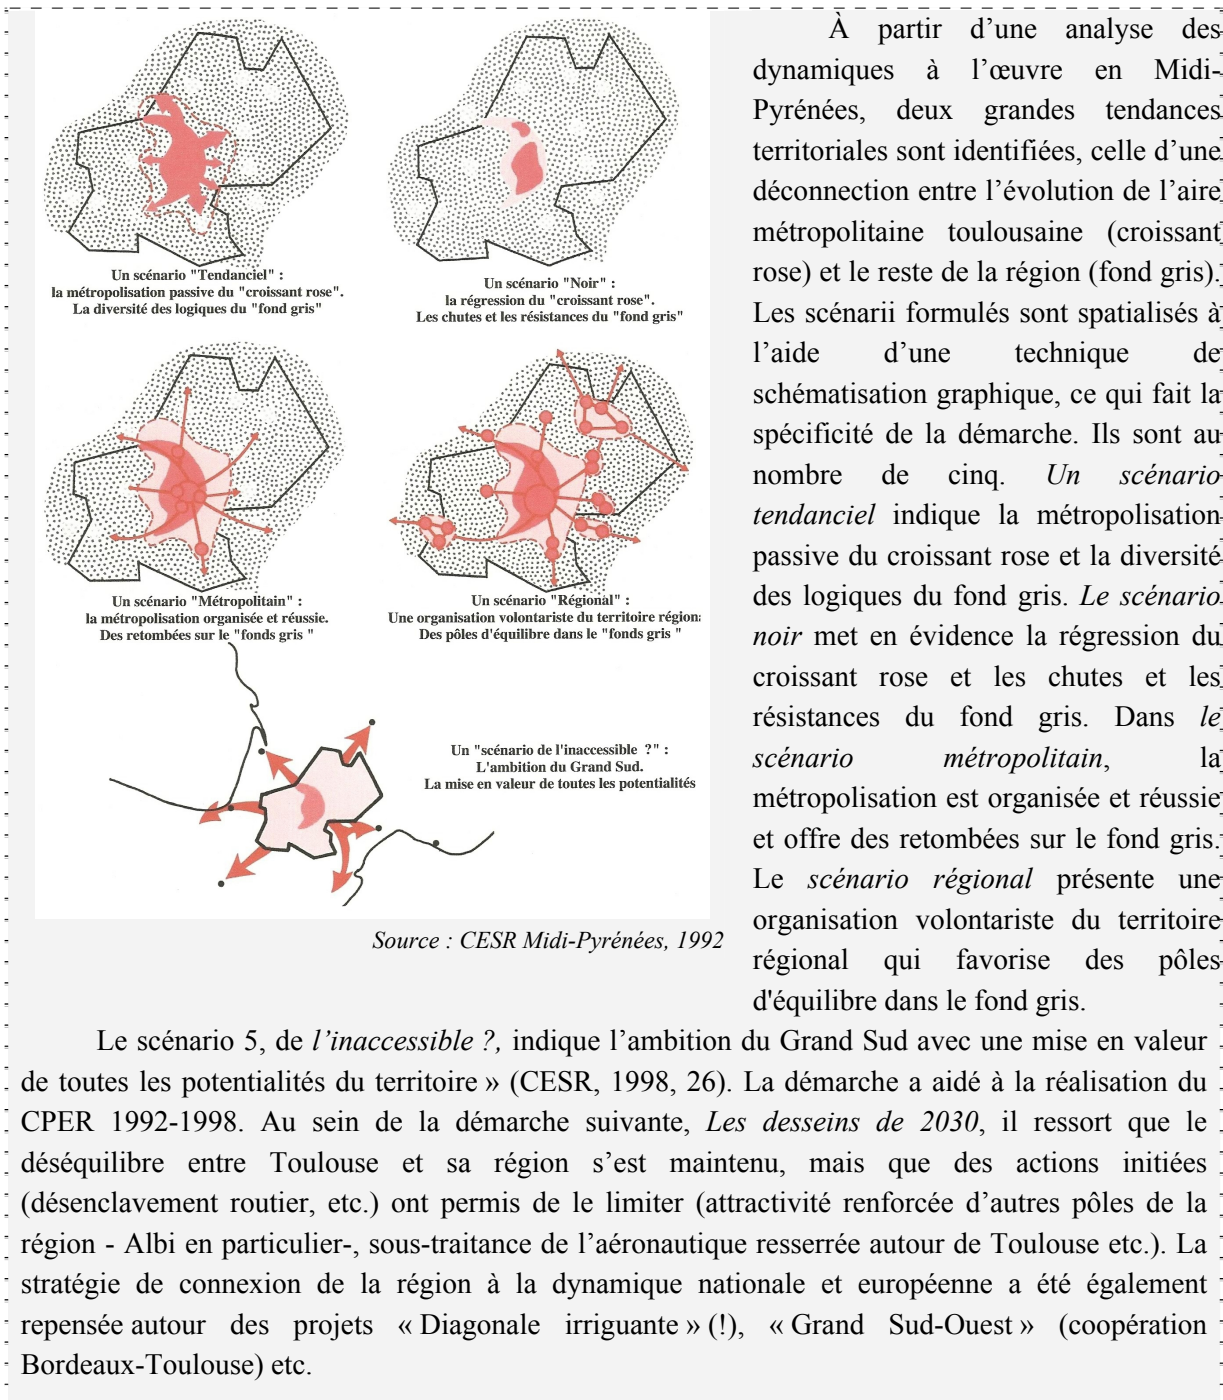 Un scénario "Tendanciel" :
la métropolisation passive du "croissant rose".
La diversité des logiques du "fond gris"
Un scénario "Noir" :
la régression du "croissant rose".
Les chutes et les résistances du "fond gris"
Un scénario "Métropolitain" :
la métropolisation organisée et réussie.
Des retombées sur le "fonds gris "
Un scénario "Régional" :
Une organisation volontariste du territoire région
Des pôles d'équilibre dans le "fonds gris "
Un "scénario de l'inaccessible ?" :
L'ambition du Grand Sud.
La mise en valeur de toutes les potentialités
Source : CESR Midi-Pyrénées, 1992
À partir d’une analyse des
dynamiques à l’œuvre en Midi-
Pyrénées, deux grandes tendances
territoriales sont identifiées, celle d’une
déconnection entre l’évolution de l’aire
métropolitaine toulousaine (croissant
rose) et le reste de la région (fond gris).
Les scénarii formulés sont spatialisés à
l’aide d’une technique de
schématisation graphique, ce qui fait la
spécificité de la démarche. Ils sont au
nombre de cinq. Un scénario
tendanciel indique la métropolisation
passive du croissant rose et la diversité
des logiques du fond gris. Le scénario
noir met en évidence la régression du
croissant rose et les chutes et les
résistances du fond gris. Dans le
scénario métropolitain, la
métropolisation est organisée et réussie
et offre des retombées sur le fond gris.
Le scénario régional présente une
organisation volontariste du territoire
régional qui favorise des pôles
d'équilibre dans le fond gris.
Le scénario 5, de l’inaccessible ?, indique l’ambition du Grand Sud avec une mise en valeur
de toutes les potentialités du territoire » (CESR, 1998, 26). La démarche a aidé à la réalisation du
CPER 1992-1998. Au sein de la démarche suivante, Les desseins de 2030, il ressort que le
déséquilibre entre Toulouse et sa région s’est maintenu, mais que des actions initiées
(désenclavement routier, etc.) ont permis de le limiter (attractivité renforcée d’autres pôles de la
région - Albi en particulier-, sous-traitance de l’aéronautique resserrée autour de Toulouse etc.). La
stratégie de connexion de la région à la dynamique nationale et européenne a été également
repensée autour des projets « Diagonale irriguante » (!), « Grand Sud-Ouest » (coopération
Bordeaux-Toulouse) etc.